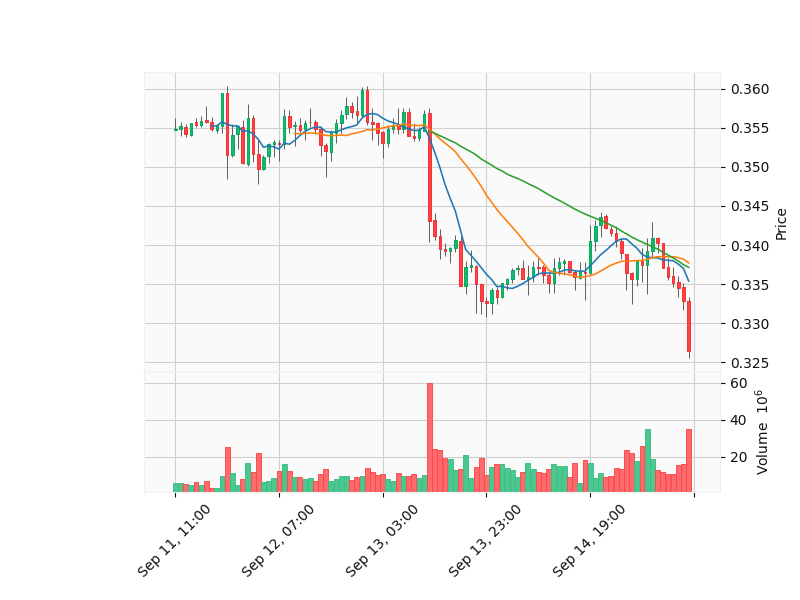 0.360
0.355
0.350
0.345
0.340
0.335
0.330
0.325
Price
60
40
20
Volume 10^6
Sep 11, 11:00
Sep 12, 07:00
Sep 13, 03:00
Sep 13, 23:00
Sep 14, 19:00